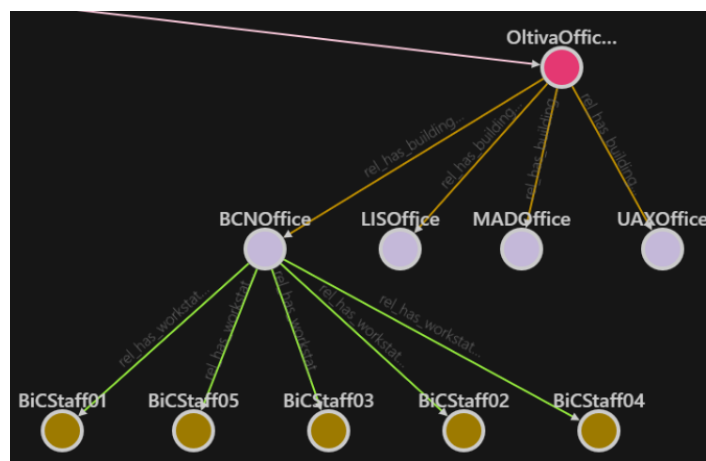 OltivaOffic...
rel_has_building...
rel_has_building...
rel_has_building
rel_has_building...
BCNOffice
LISOffice
MADOffice
UAXOffice
rel_has_workstat...
rel_has_workstat
rel_has_workstat
rel_has_workstat...
rel_has_workstat...
BiCStaff01
BiCStaff05
BiCStaff03
BiCStaff02
BiCStaff04